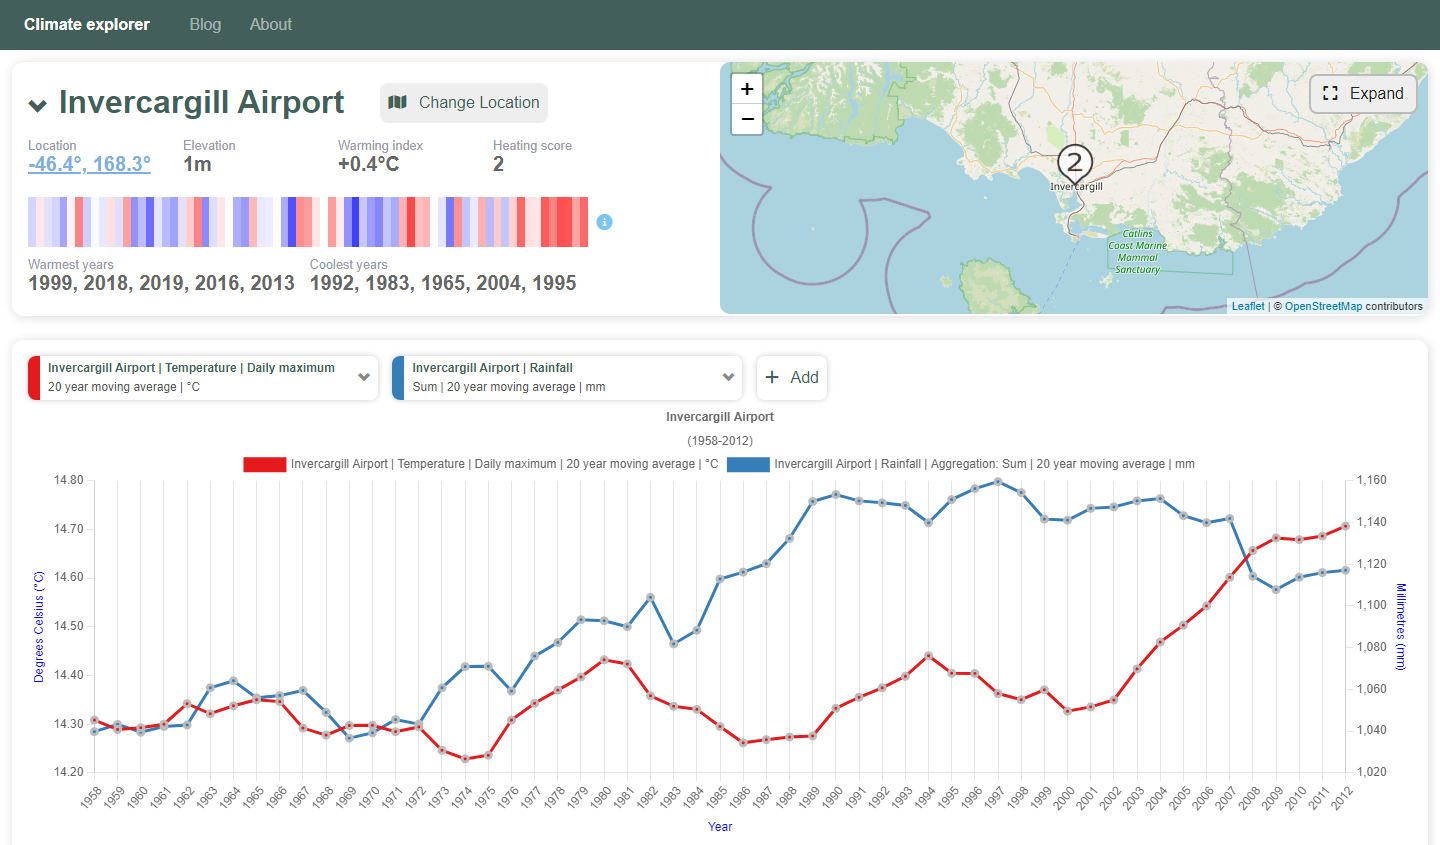 Climate explorer Blog About
Invercargill Airport
Change Location
Location Elevation Warming index Heating score
-46.4°, 168.3° 1m +0.4°C 2
Warmest years Coolest years
1999, 2018, 2019, 2016, 2013 1992, 1983, 1965, 2004, 1995
+
−
Expand
2
Invercargill
Catlins
Coast Marine
Mammal
Sanctuary
Leaflet | © OpenStreetMap contributors
Invercargill Airport | Temperature | Daily maximum
20 year moving average | °C
Invercargill Airport | Rainfall
Sum | 20 year moving average | mm
+ Add
Invercargill Airport
(1958-2012)
Invercargill Airport | Temperature | Daily maximum | 20 year moving average | °C
Invercargill Airport | Rainfall | Aggregation: Sum | 20 year moving average | mm
Degrees Celsius (°C)
14.80
14.70
14.60
14.50
14.40
14.30
14.20
1,160
1,140
1,120
1,100
1,080
1,060
1,040
1,020
Millimetres (mm)
1958 1959 1960 1961 1962 1963 1964 1965 1966 1967 1968 1969 1970 1971 1972 1973 1974 1975 1976 1977 1978 1979 1980 1981 1982 1983 1984 1985 1986 1987 1988 1989 1990 1991 1992 1993 1994 1995 1996 1997 1998 1999 2000 2001 2002 2003 2004 2005 2006 2007 2008 2009 2010 2011 2012
Year